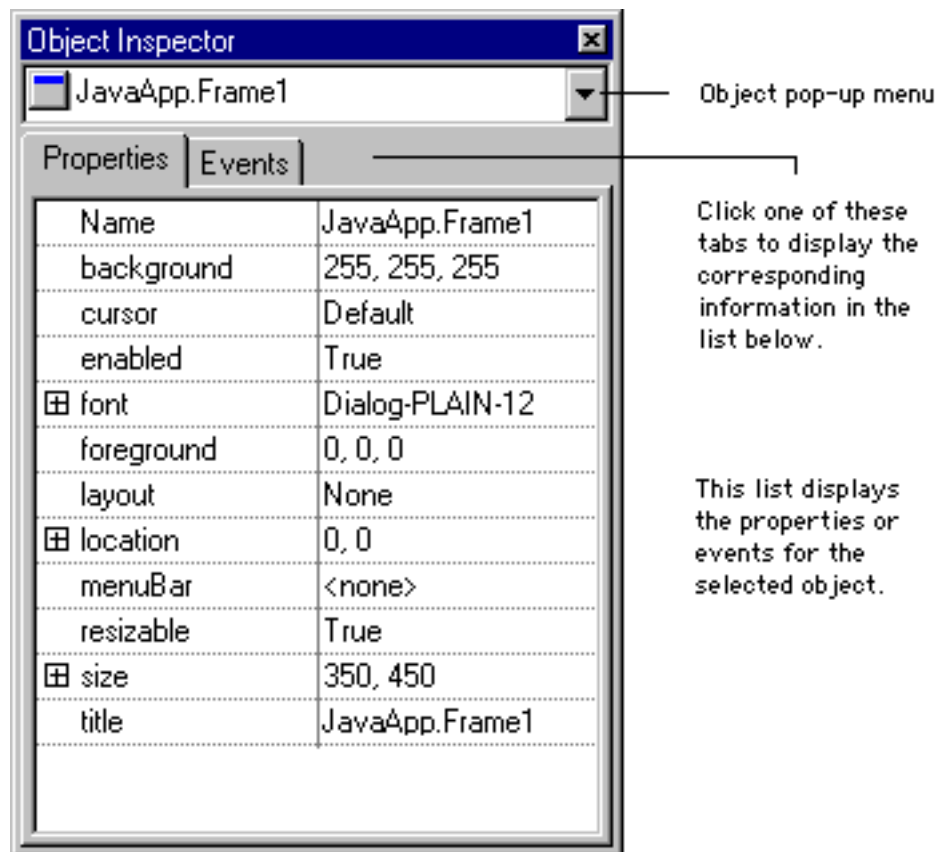 Object Inspector
JavaApp.Frame1
Object pop-up menu
Properties Events
Click one of these
tabs to display the
corresponding
information in the
list below.
Name JavaApp.Frame1
background 255, 255, 255
cursor Default
enabled True
font Dialog-PLAIN-12
foreground 0, 0, 0
layout None
location 0, 0
menuBar <none>
resizable True
size 350, 450
title JavaApp.Frame1
This list displays
the properties or
events for the
selected object.